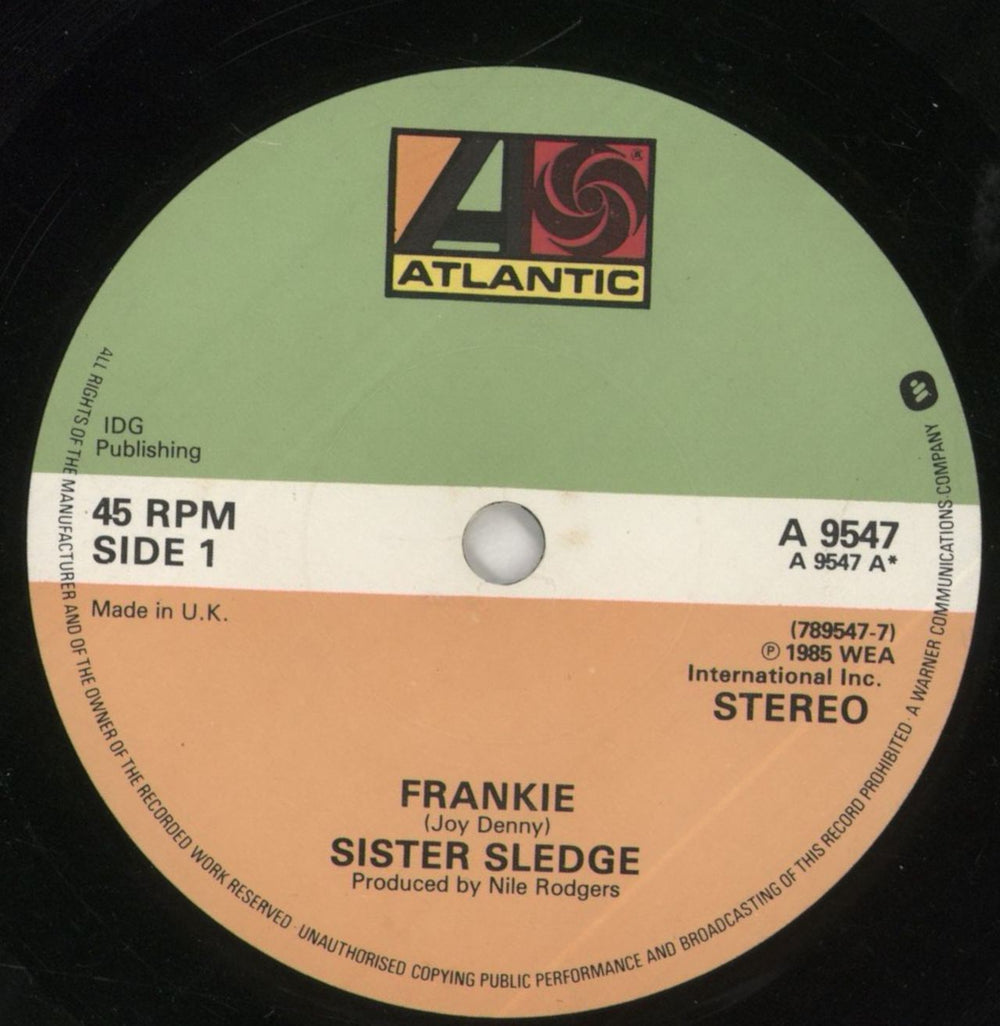 A
®
ATLANTIC
IDG
Publishing
45 RPM
SIDE 1
A 9547
A 9547 A*
Made in U.K.
(789547-7)
℗ 1985 WEA
International Inc.
STEREO
FRANKIE
(Joy Denny)
SISTER SLEDGE
Produced by Nile Rodgers
ALL RIGHTS OF THE MANUFACTURER AND OF THE OWNER OF THE RECORDED WORK RESERVED · UNAUTHORISED COPYING PUBLIC PERFORMANCE AND BROADCASTING OF THIS RECORD PROHIBITED · A WARNER COMMUNICATIONS COMPANY